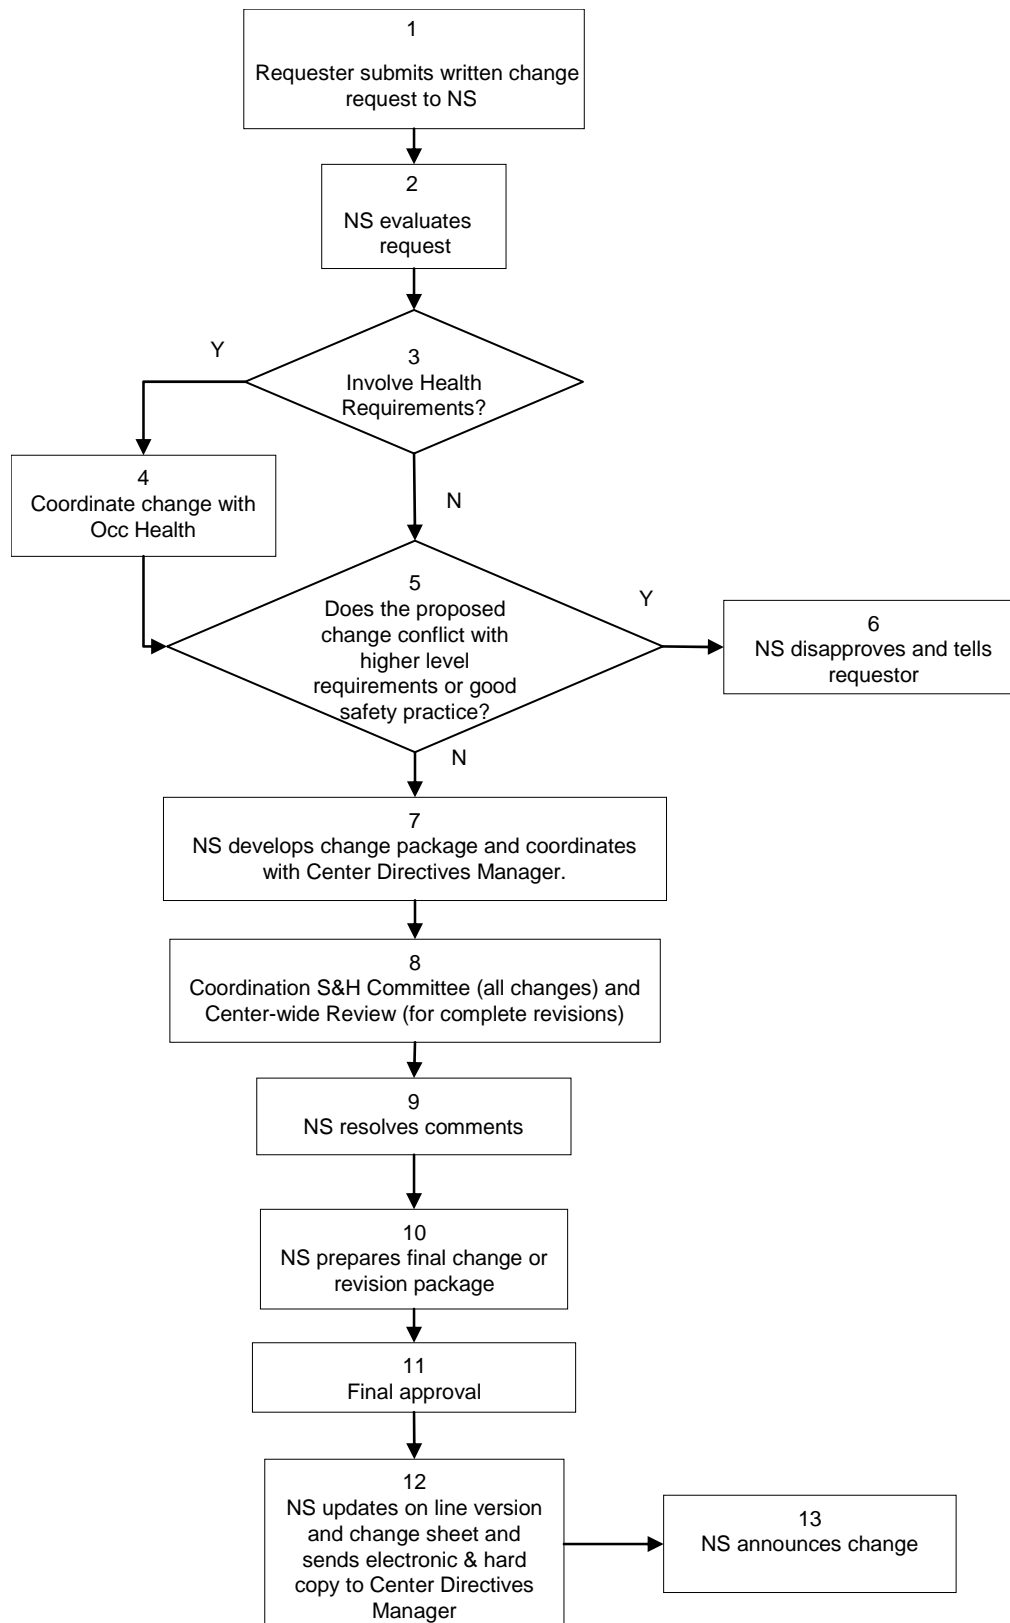 1
Requester submits written change
request to NS
2
NS evaluates
request
Y
3
Involve Health
Requirements?
4
Coordinate change with
Occ Health
N
5
Does the proposed
change conflict with
higher level
requirements or good
safety practice?
Y
6
NS disapproves and tells
requestor
N
7
NS develops change package and coordinates
with Center Directives Manager.
8
Coordination S&H Committee (all changes) and
Center-wide Review (for complete revisions)
9
NS resolves comments
10
NS prepares final change or
revision package
11
Final approval
12
NS updates on line version
and change sheet and
sends electronic & hard
copy to Center Directives
Manager
13
NS announces change